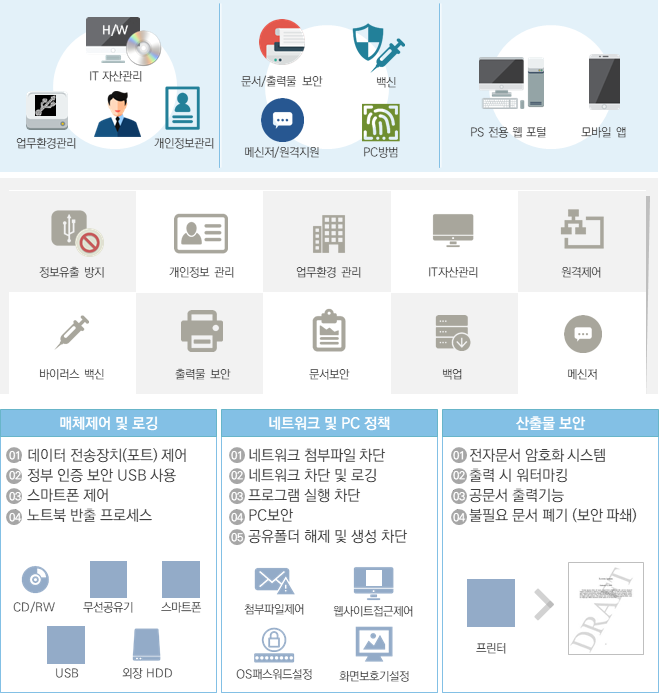 H/W
IT 자산관리
업무환경관리
개인정보관리
문서/출력물 보안
백신
메신저/원격지원
PC방범
PS 전용 웹 포털
모바일 앱
정보유출 방지
개인정보 관리
업무환경 관리
IT자산관리
원격제어
바이러스 백신
출력물 보안
문서보안
백업
메신저
매체제어 및 로깅
01 데이터 전송장치(포트) 제어
02 정부 인증 보안 USB 사용
03 스마트폰 제어
04 노트북 반출 프로세스
CD/RW
무선공유기
스마트폰
USB
외장 HDD
네트워크 및 PC 정책
01 네트워크 첨부파일 차단
02 네트워크 차단 및 로깅
03 프로그램 실행 차단
04 PC보안
05 공유폴더 해제 및 생성 차단
첨부파일제어
웹사이트접근제어
OS패스워드설정
화면보호기설정
산출물 보안
01 전자문서 암호화 시스템
02 출력 시 워터마킹
03 공문서 출력기능
04 불필요 문서 폐기 (보안 파쇄)
프린터
DRAFT